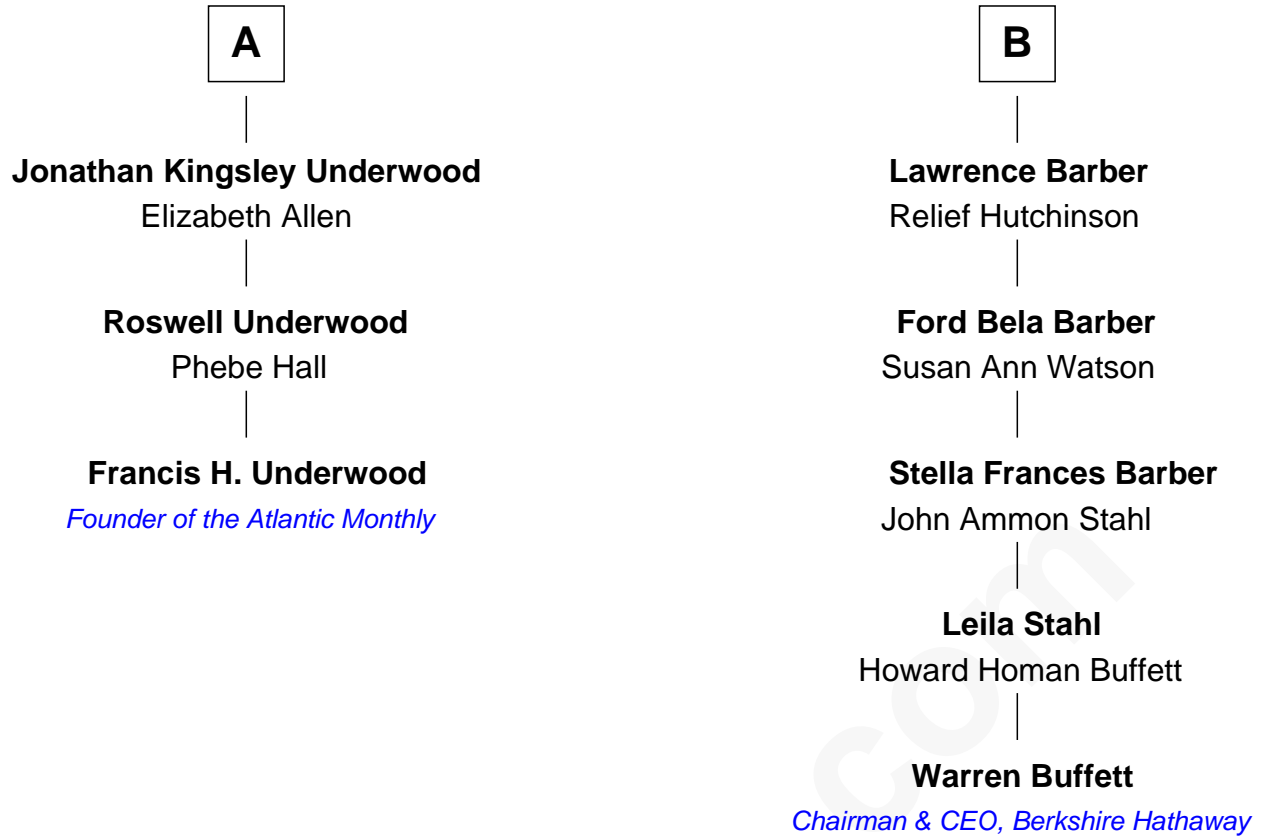 A
Jonathan Kingsley Underwood
Elizabeth Allen
Roswell Underwood
Phebe Hall
Francis H. Underwood
Founder of the Atlantic Monthly
B
Lawrence Barber
Relief Hutchinson
Ford Bela Barber
Susan Ann Watson
Stella Frances Barber
John Ammon Stahl
Leila Stahl
Howard Homan Buffett
Warren Buffett
Chairman & CEO, Berkshire Hathaway
com